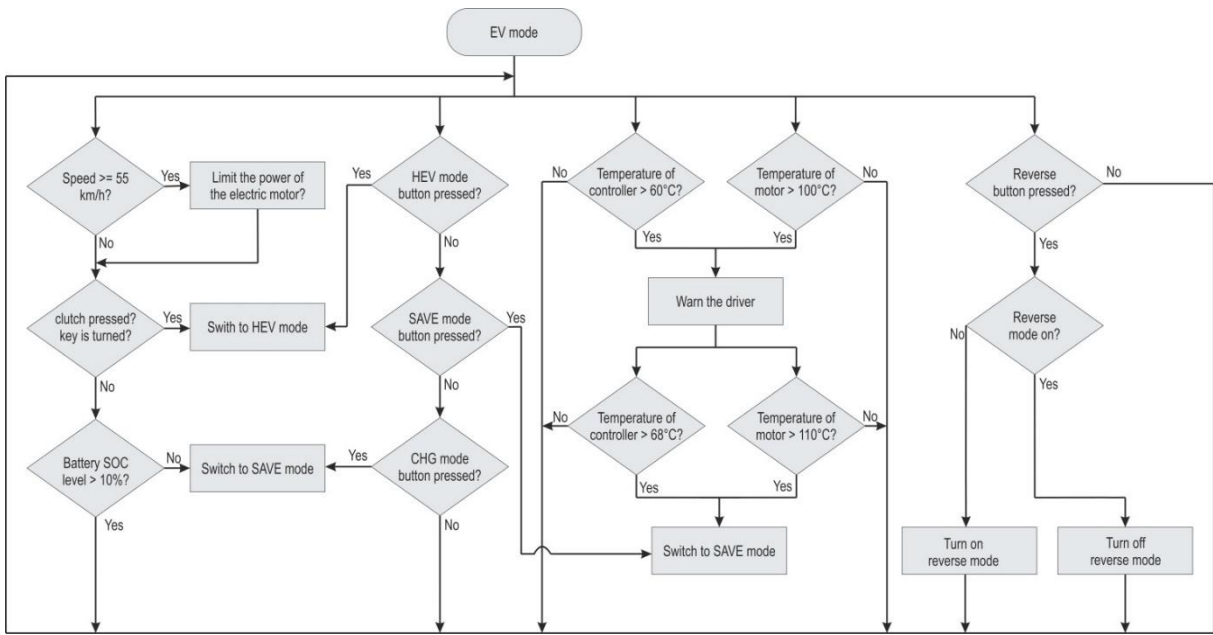 EV mode
Speed >= 55
km/h?
Yes
Limit the power of
the electric motor?
No
clutch pressed?
key is turned?
Yes
Swith to HEV mode
No
Battery SOC
level > 10%?
No
Switch to SAVE mode
Yes
Yes
HEV mode
button pressed?
No
SAVE mode
button pressed?
Yes
No
Yes
CHG mode
button pressed?
No
No
Temperature of
controller > 60°C?
Yes
Temperature of
motor > 100°C?
No
Yes
Warn the driver
No
Temperature of
controller > 68°C?
Yes
Temperature of
motor > 110°C?
No
Yes
Switch to SAVE mode
Reverse
button pressed?
No
Yes
Reverse
mode on?
No
Yes
Turn on
reverse mode
Turn off
reverse mode